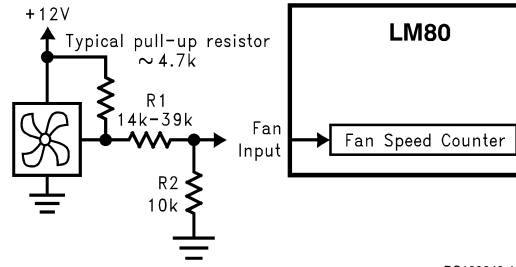 +12V
LM80
Typical pull-up resistor
~4.7k
R1
14k-39k
Fan
Input
Fan Speed Counter
R2
10k